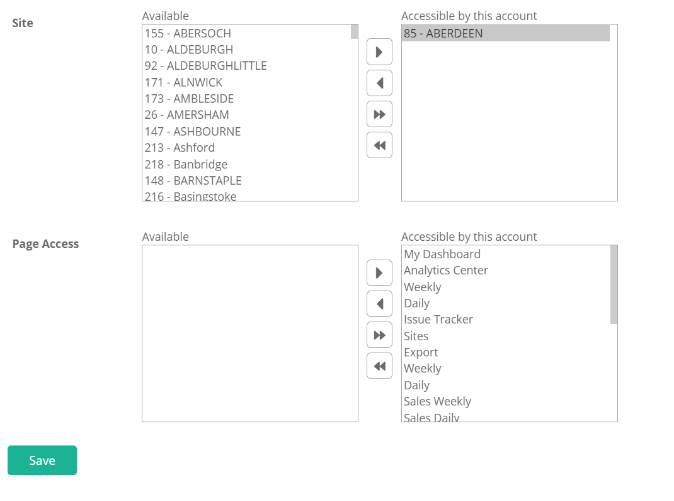 Site
Available
155 - ABERSOCH
10 - ALDEBURGH
92 - ALDEBURGHLITTLE
171 - ALNWICK
173 - AMBLESIDE
26 - AMERSHAM
147 - ASHBOURNE
213 - Ashford
218 - Banbridge
148 - BARNSTAPLE
216 - Basingstoke
Accessible by this account
85 - ABERDEEN
Page Access
Available
Accessible by this account
My Dashboard
Analytics Center
Weekly
Daily
Issue Tracker
Sites
Export
Weekly
Daily
Sales Weekly
Sales Daily
Save